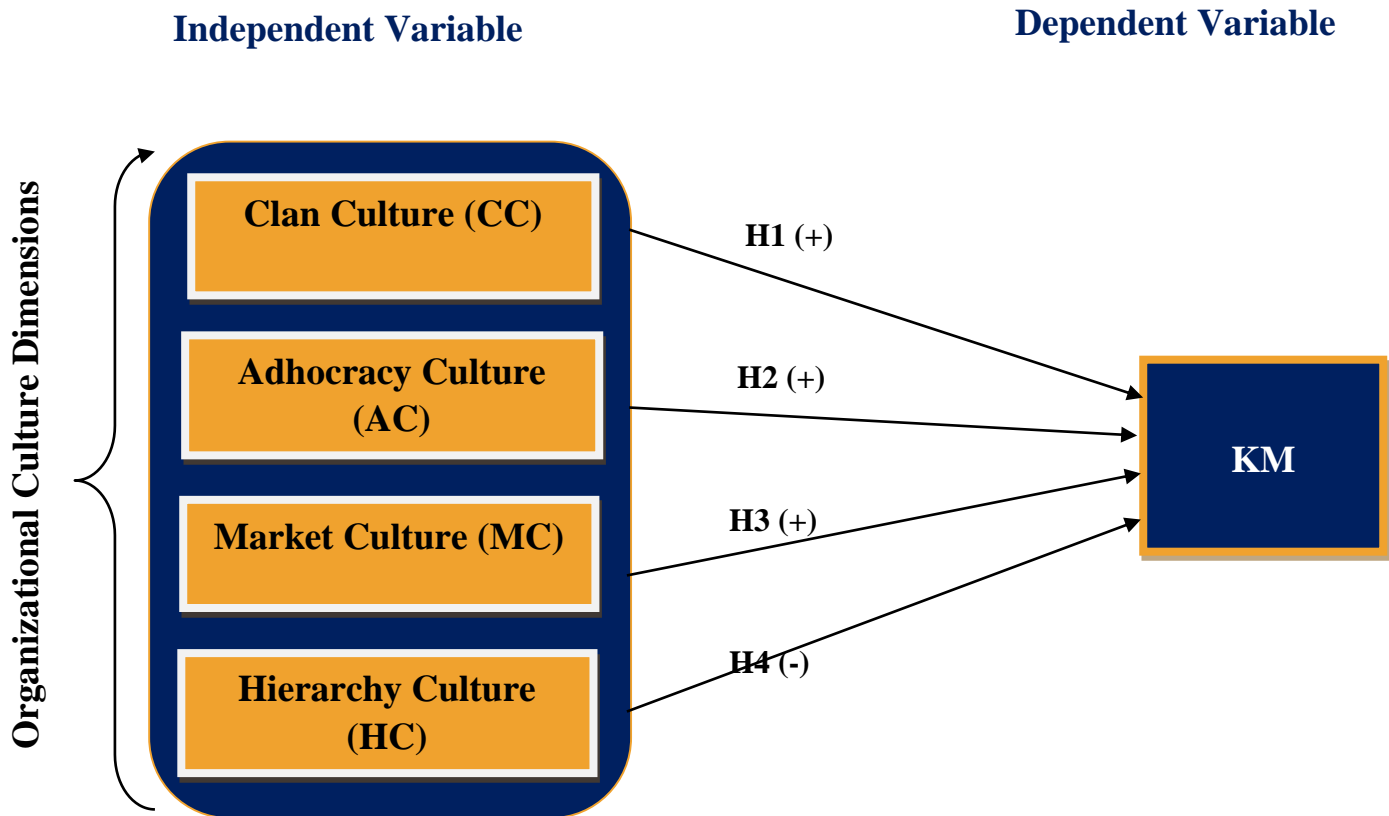 Independent Variable
Dependent Variable
Organizational Culture Dimensions
Clan Culture (CC)
H1 (+)
Adhocracy Culture
(AC)
H2 (+)
KM
Market Culture (MC)
H3 (+)
Hierarchy Culture
(HC)
H4 (-)